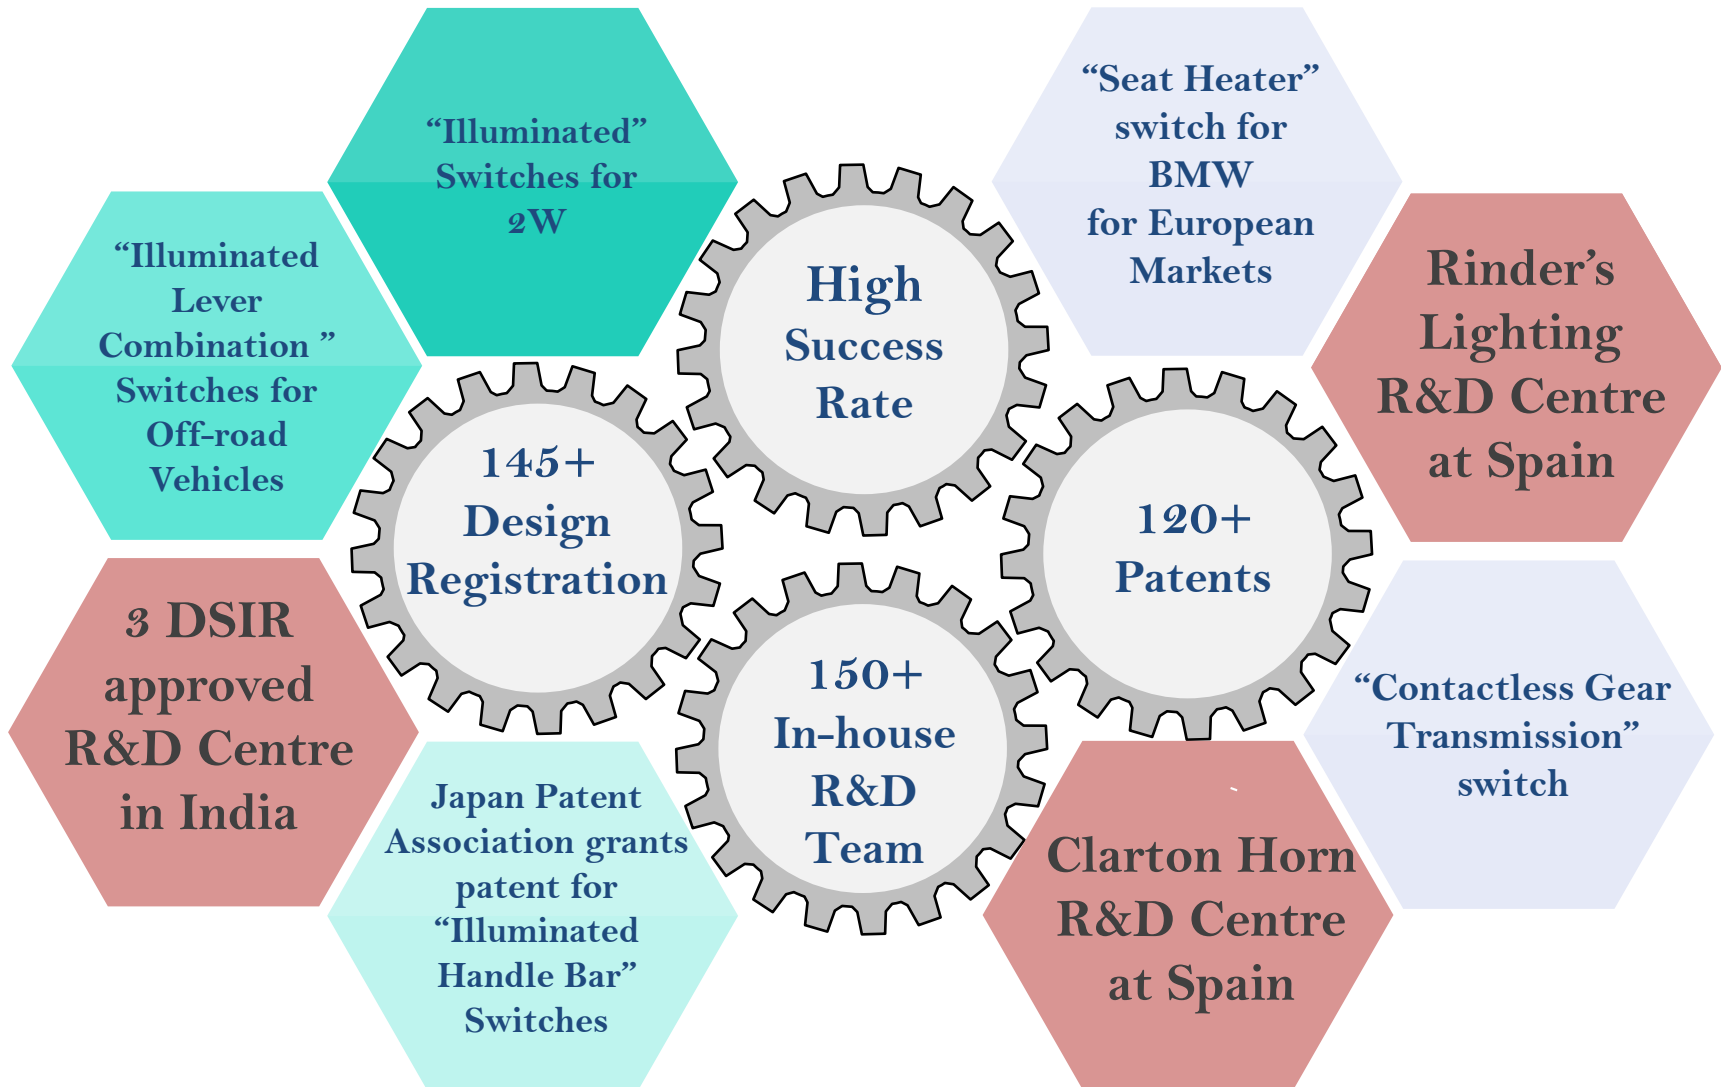 “Illuminated”
Switches for
2W
“Seat Heater”
switch for
BMW
for European
Markets
“Illuminated
Lever
Combination ”
Switches for
Off-road
Vehicles
High
Success
Rate
Rinder’s
Lighting
R&D Centre
at Spain
145+
Design
Registration
120+
Patents
3 DSIR
approved
R&D Centre
in India
150+
In-house
R&D
Team
“Contactless Gear
Transmission”
switch
Japan Patent
Association grants
patent for
“Illuminated
Handle Bar”
Switches
Clarton Horn
R&D Centre
at Spain